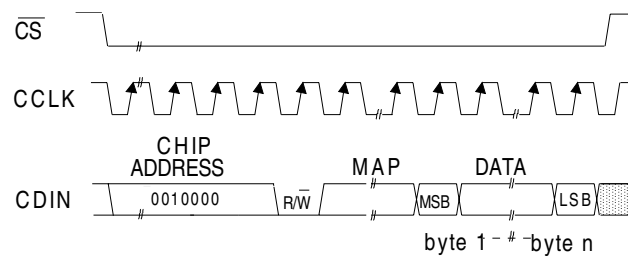 CS
CCLK
CHIP
ADDRESS
MAP
DATA
CDIN
0010000
R/W
MSB
LSB
byte 1
byte n